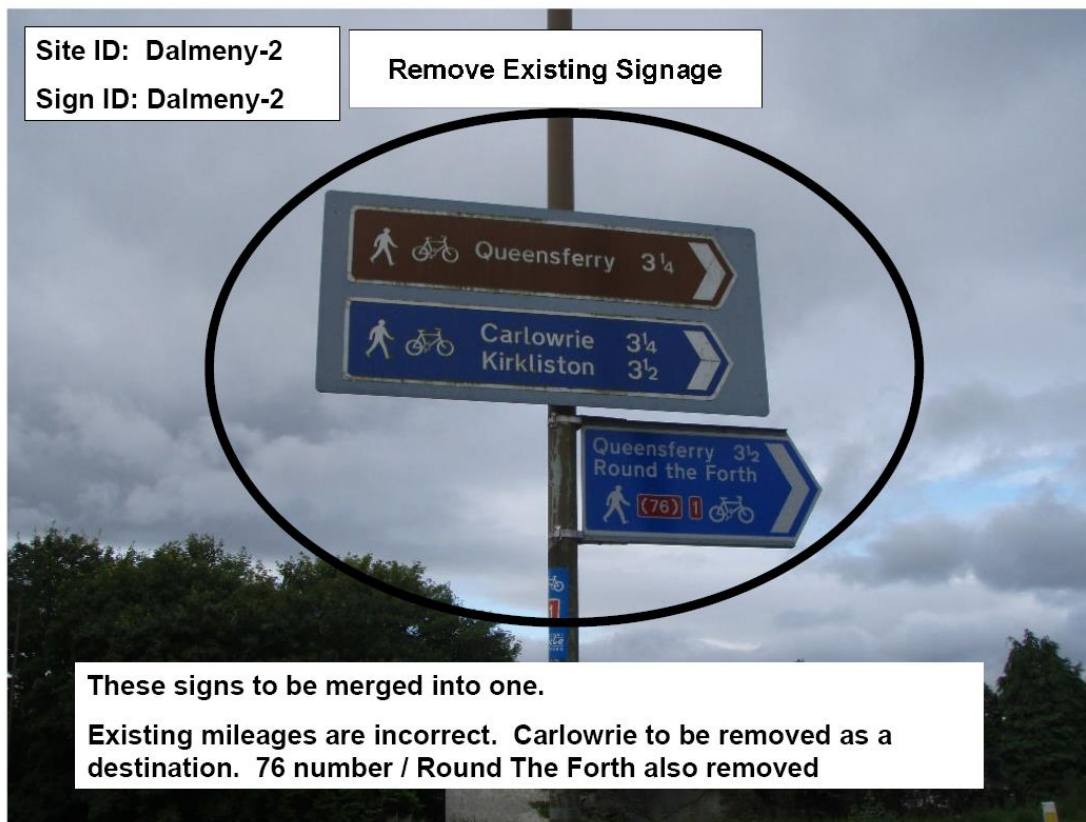 Site ID: Dalmeny-2
Sign ID: Dalmeny-2
Remove Existing Signage
Queensferry 3¼
Carlowrie 3¼
Kirkliston 3½
Queensferry 3½
Round the Forth
(76) 1
1
These signs to be merged into one.
Existing mileages are incorrect. Carlowrie to be removed as a
destination. 76 number / Round The Forth also removed